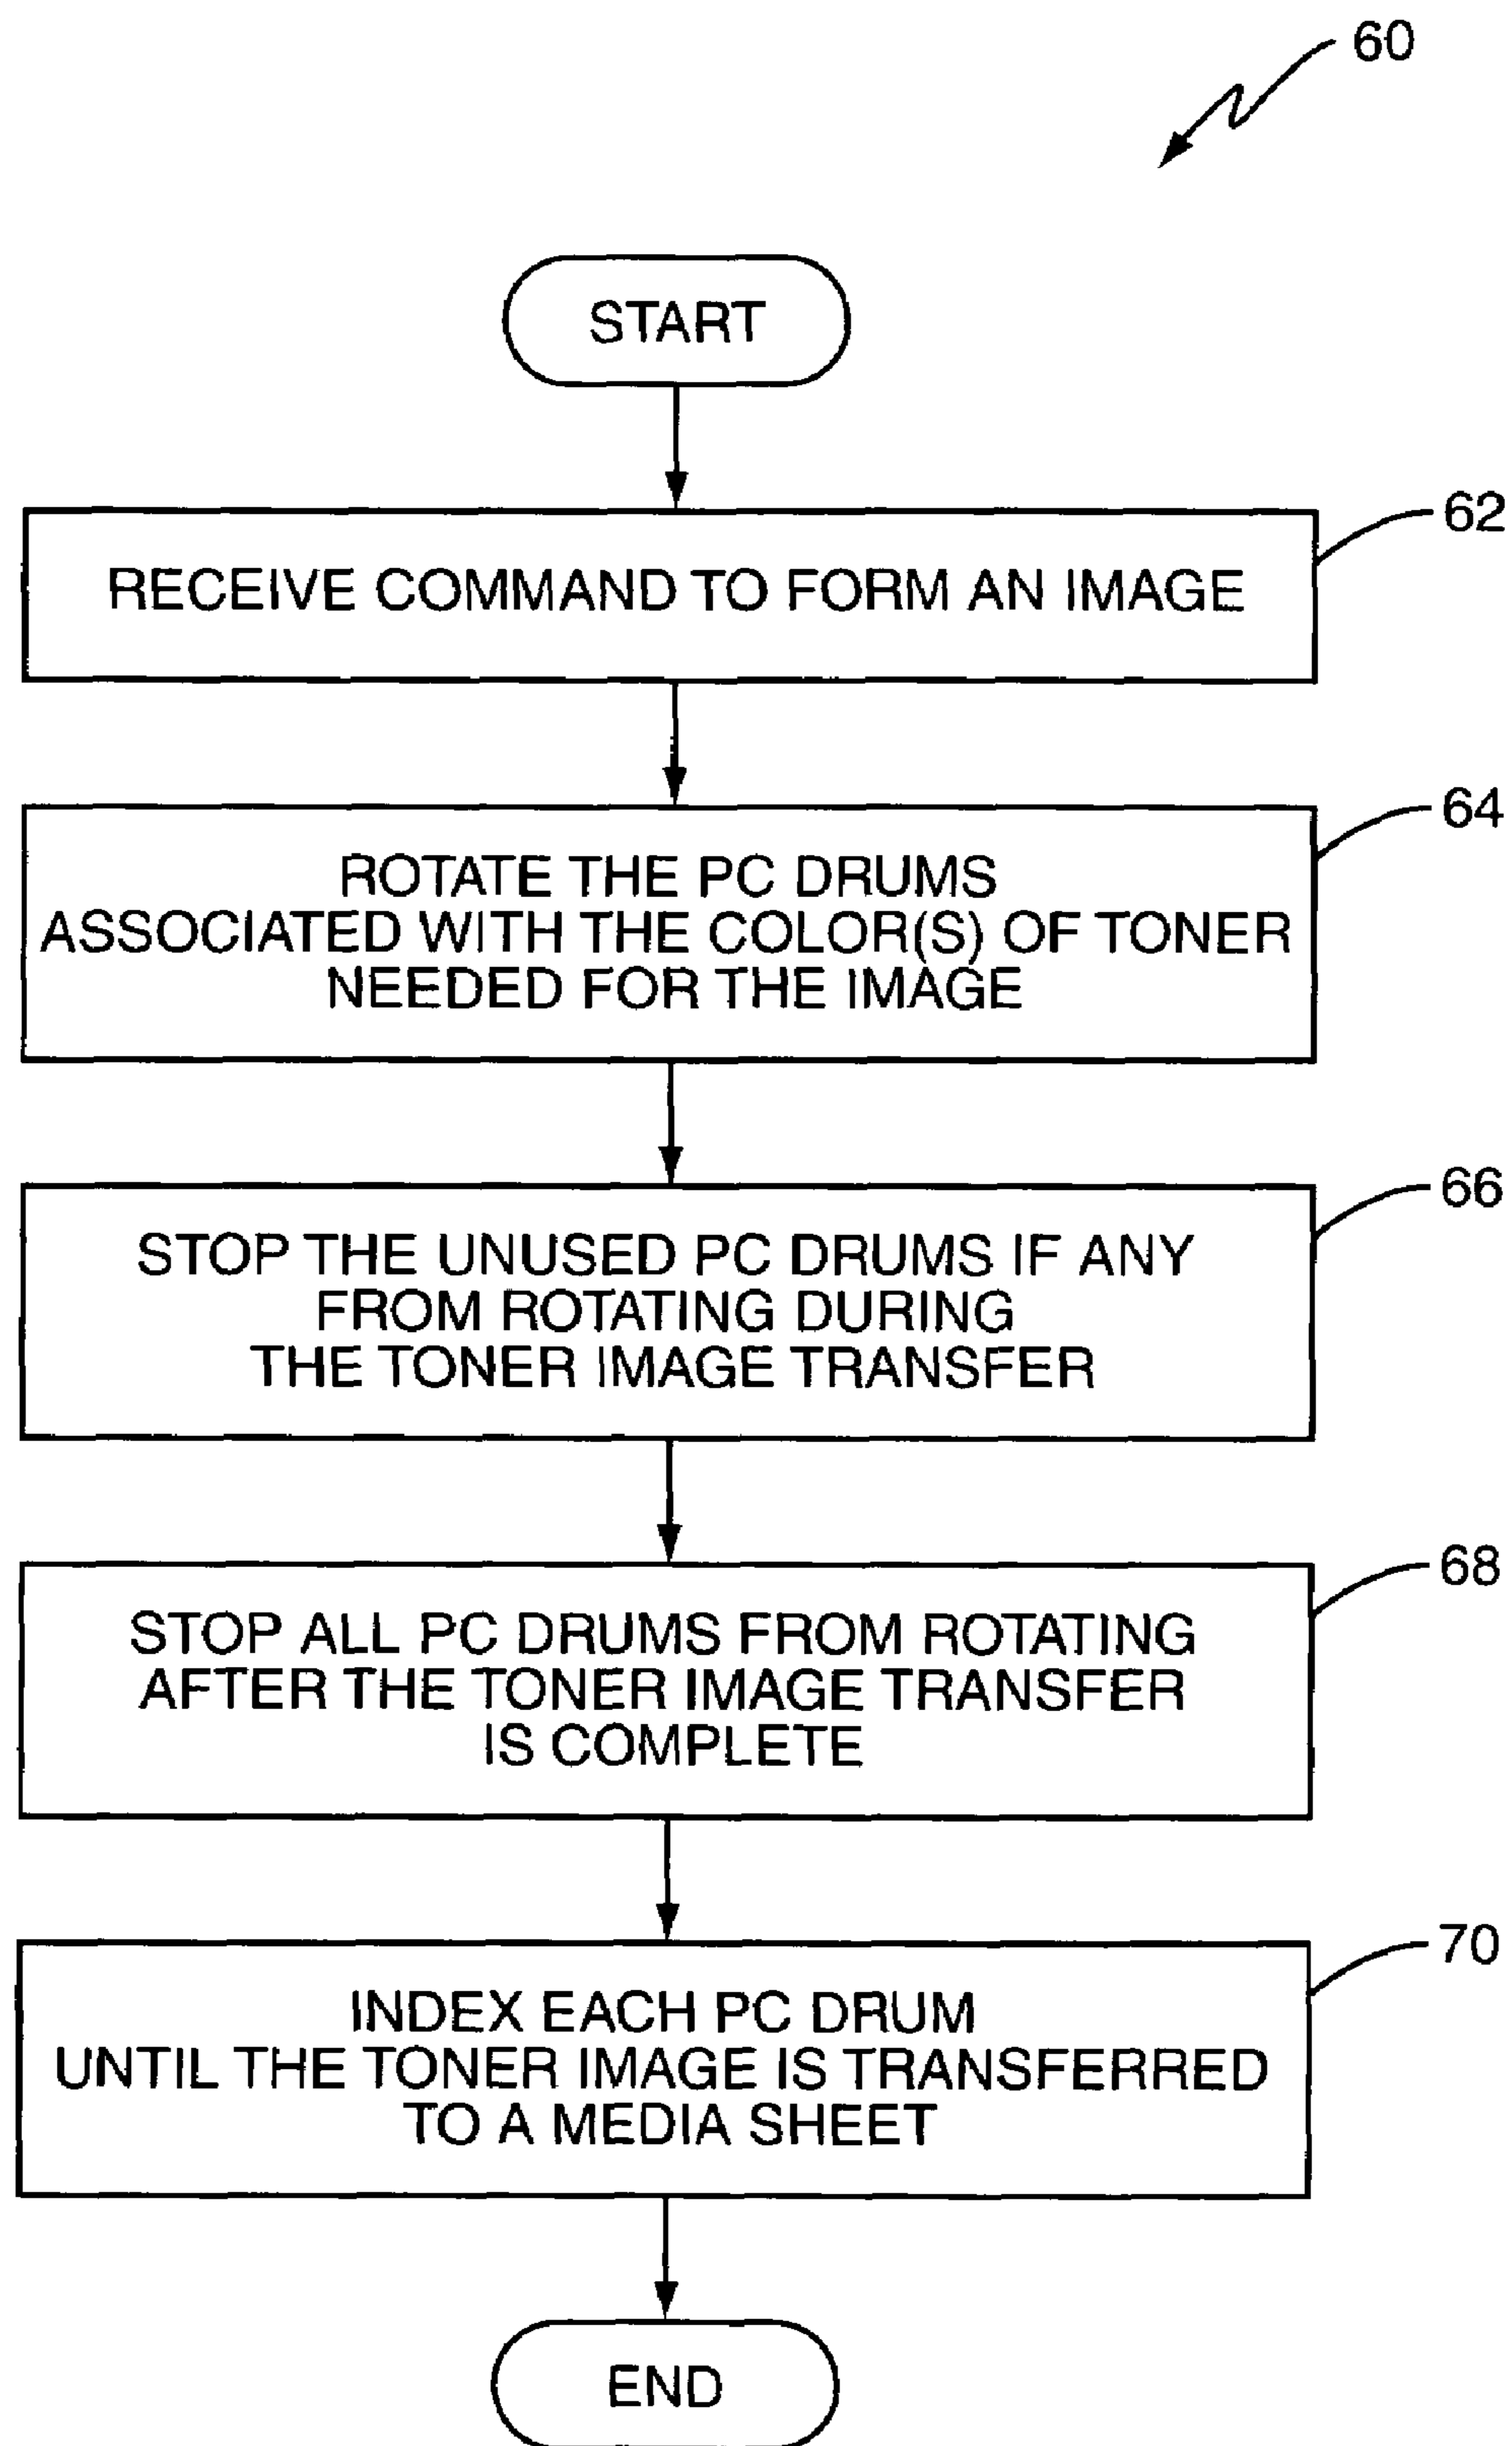 60
START
62
RECEIVE COMMAND TO FORM AN IMAGE
64
ROTATE THE PC DRUMS
ASSOCIATED WITH THE COLOR(S) OF TONER
NEEDED FOR THE IMAGE
66
STOP THE UNUSED PC DRUMS IF ANY
FROM ROTATING DURING
THE TONER IMAGE TRANSFER
68
STOP ALL PC DRUMS FROM ROTATING
AFTER THE TONER IMAGE TRANSFER
IS COMPLETE
70
INDEX EACH PC DRUM
UNTIL THE TONER IMAGE IS TRANSFERRED
TO A MEDIA SHEET
END